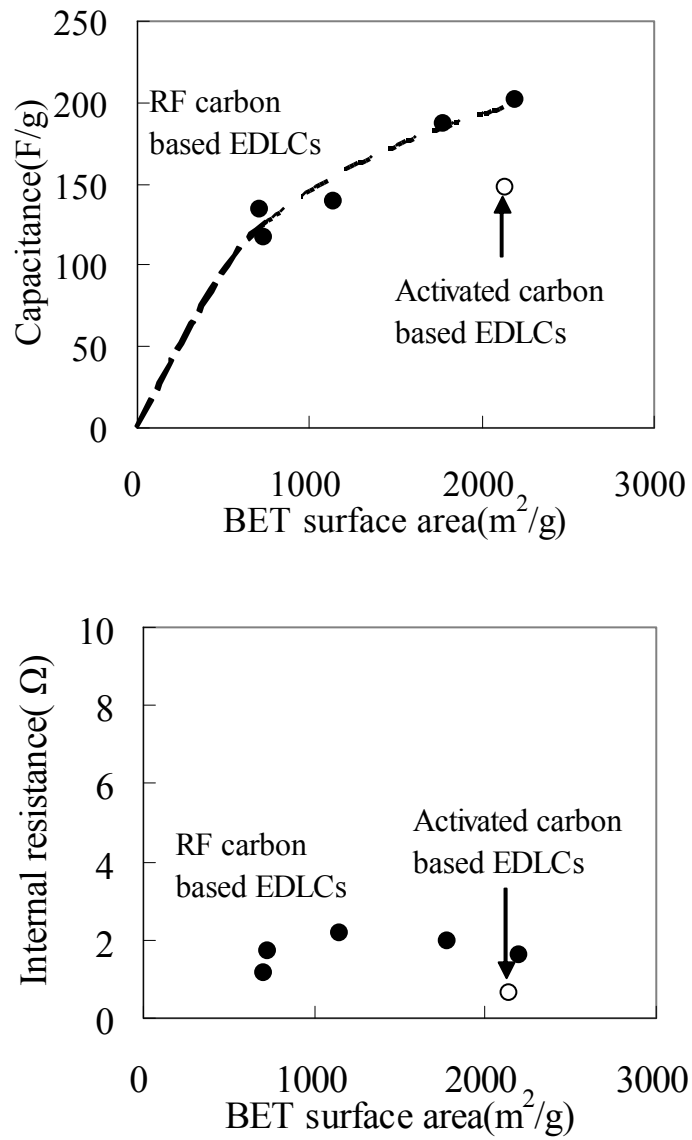 250
200
150
100
50
0
Capacitance(F/g)
RF carbon
based EDLCs
Activated carbon
based EDLCs
0 1000 2000 3000
BET surface area(m²/g)
10
8
6
4
2
0
Internal resistance( Ω)
RF carbon
based EDLCs
Activated carbon
based EDLCs
0 1000 2000 3000
BET surface area(m²/g)